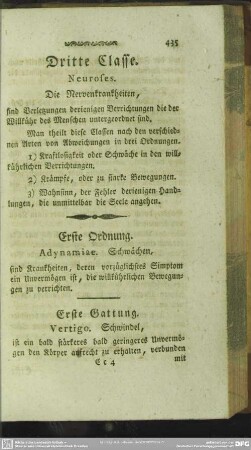 435
Dritte Classe.
Neuroses.
Die Nervenkrankheiten,
sind Verletzungen derjenigen Verrichtungen die der
Willkühr des Menschen untergeordnet sind.
Man theilt diese Classen nach den verschied-
nen Arten von Abweichungen in drei Ordnungen.
1) Kraftlosigkeit oder Schwäche in den will-
kührlichen Verrichtungen.
2) Krämpfe, oder zu starke Bewegungen.
3) Wahnsinn, der Fehler derjenigen Hand-
lungen, die unmittelbar die Seele angehen.
Erste Ordnung.
Adynamiae. Schwächen,
sind Krankheiten, deren vorzüglichstes Simptom
ein Unvermögen ist, die willkührlichen Bewegun-
gen zu verrichten.
Erste Gattung.
Vertigo. Schwindel,
ist ein bald stärkeres bald geringeres Unvermö-
gen den Körper aufrecht zu erhalten, verbunden
Ee 4 mit